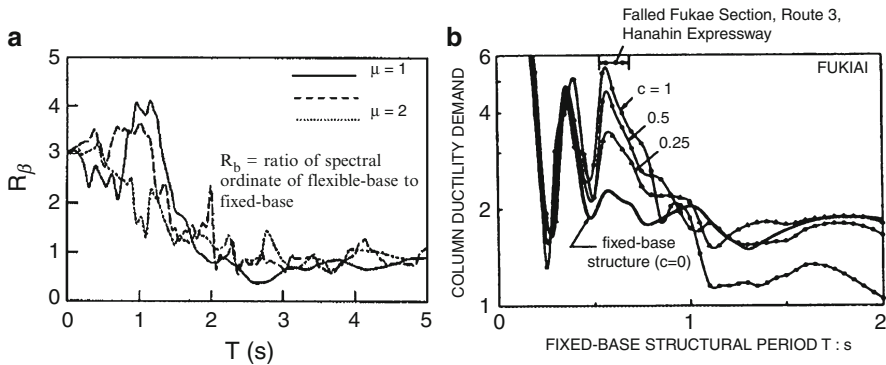 a
5
4
3
2
1
0
R_β
μ = 1
μ = 2
R_b = ratio of spectral
ordinate of flexible-base to
fixed-base
0 1 2 3 4 5
T (s)
b
Falled Fukae Section, Route 3,
Hanahin Expressway
COLUMN DUCTILITY DEMAND
6
4
2
1
FUKIAI
c = 1
0.5
0.25
fixed-base
structure (c=0)
0 1 2
FIXED-BASE STRUCTURAL PERIOD T : s